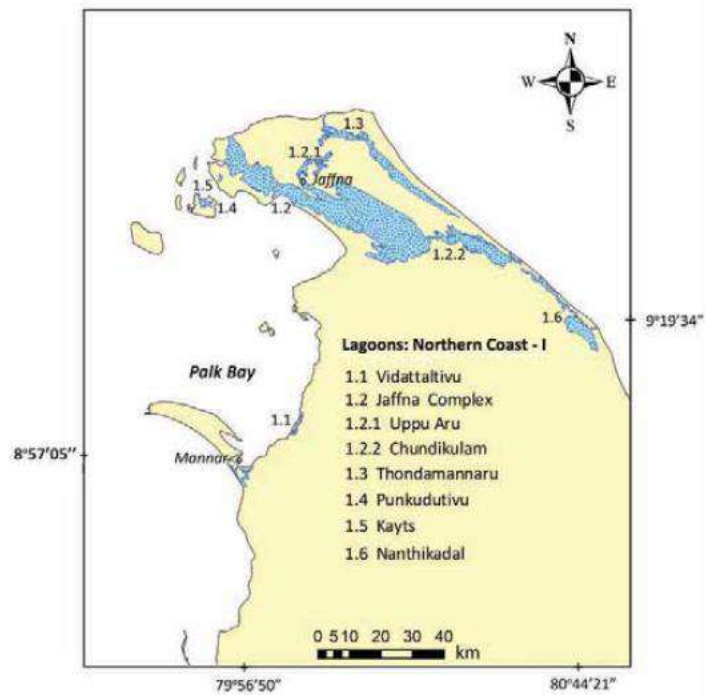 N
W E
S
1.3
1.2.1
Jaffna
1.5
1.4
1.2
1.2.2
1.6
9°19'34"
Lagoons: Northern Coast - I
Palk Bay
1.1 Vidattaltivu
1.2 Jaffna Complex
1.2.1 Uppu Aru
1.2.2 Chundikulam
1.3 Thondamannaru
1.4 Punkudutivu
1.5 Kayts
1.6 Nanthikadal
1.1
8°57'05"
Mannar
0 5 10 20 30 40
km
79°56'50"
80°44'21"